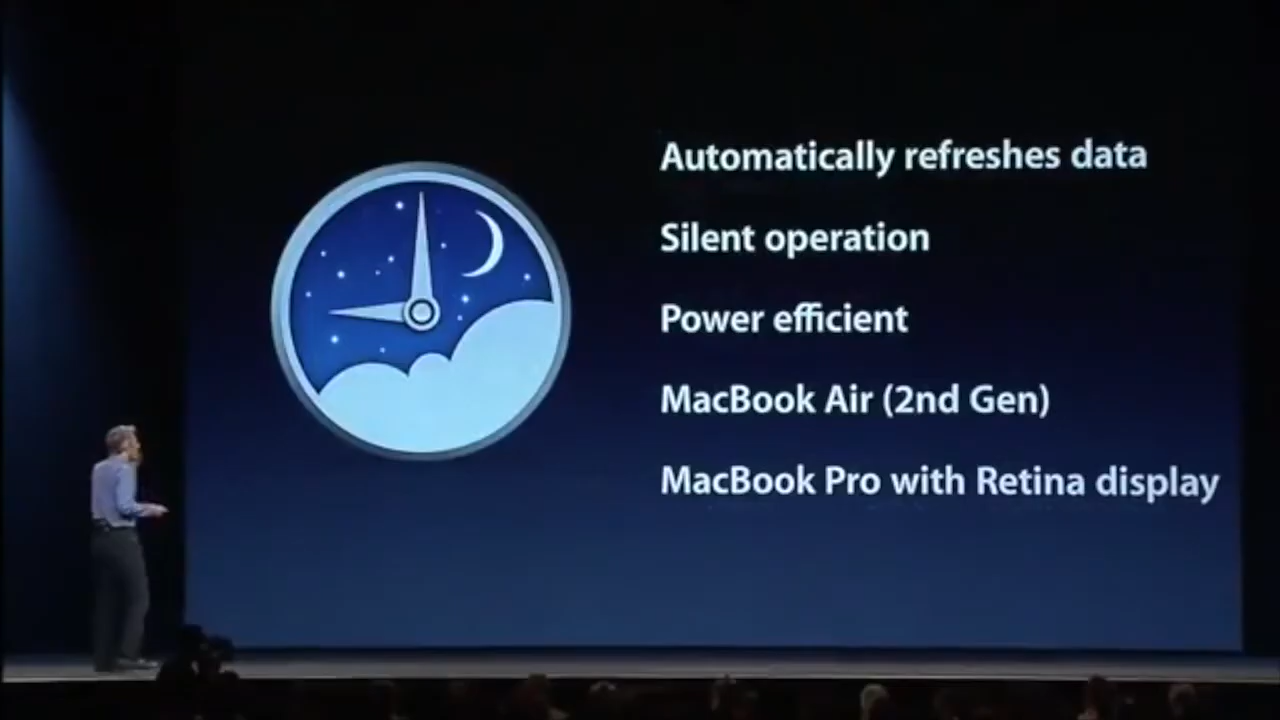 Automatically refreshes data
Silent operation
Power efficient
MacBook Air (2nd Gen)
MacBook Pro with Retina display